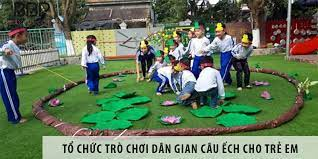 TỔ CHỨC TRÒ CHƠI DÂN GIAN CÂU ẾCH CHO TRẺ EM